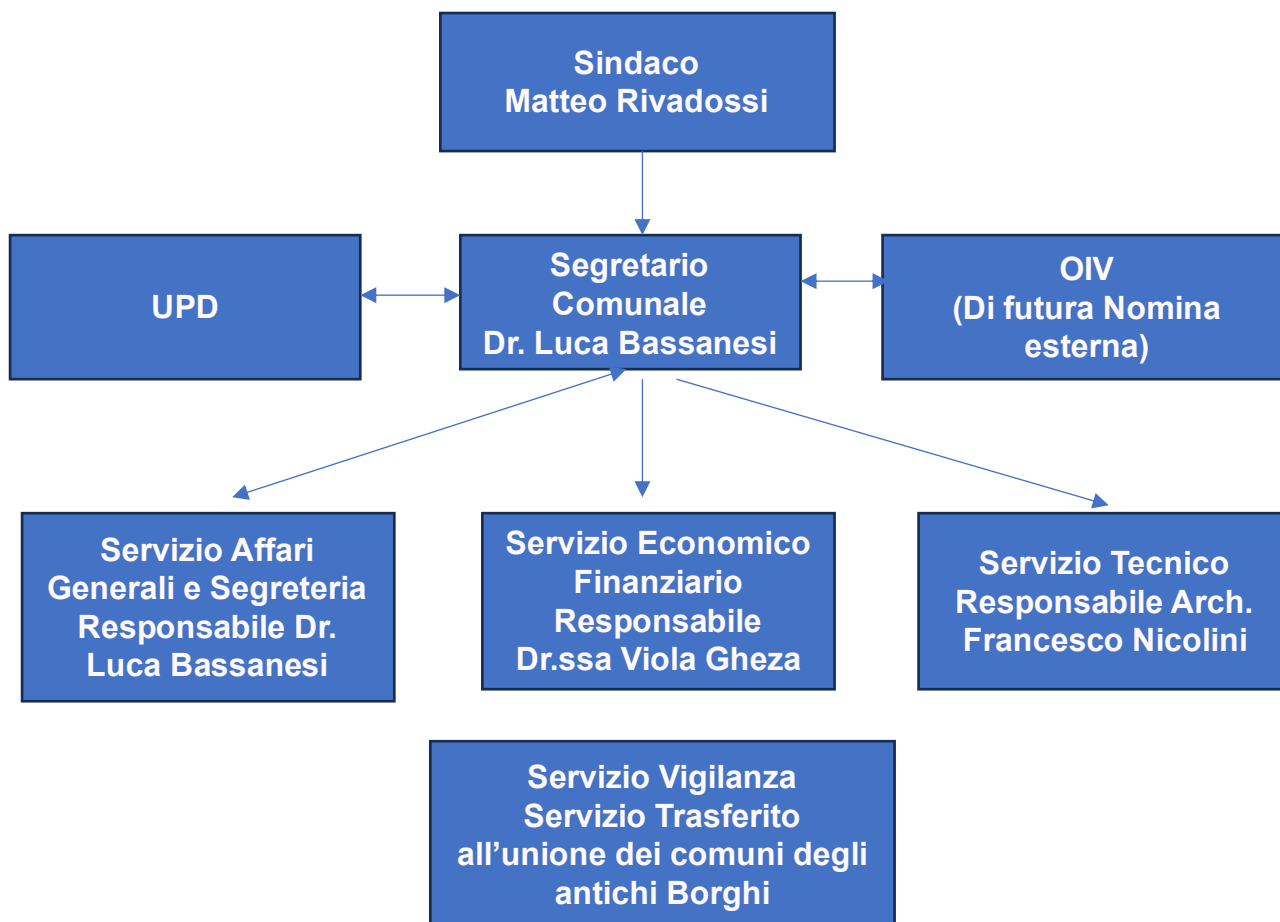 Sindaco
Matteo Rivadossi
UPD
Segretario
Comunale
Dr. Luca Bassanesi
OIV
(Di futura Nomina
esterna)
Servizio Affari
Generali e Segreteria
Responsabile Dr.
Luca Bassanesi
Servizio Economico
Finanziario
Responsabile
Dr.ssa Viola Gheza
Servizio Tecnico
Responsabile Arch.
Francesco Nicolini
Servizio Vigilanza
Servizio Trasferito
all’unione dei comuni degli
antichi Borghi